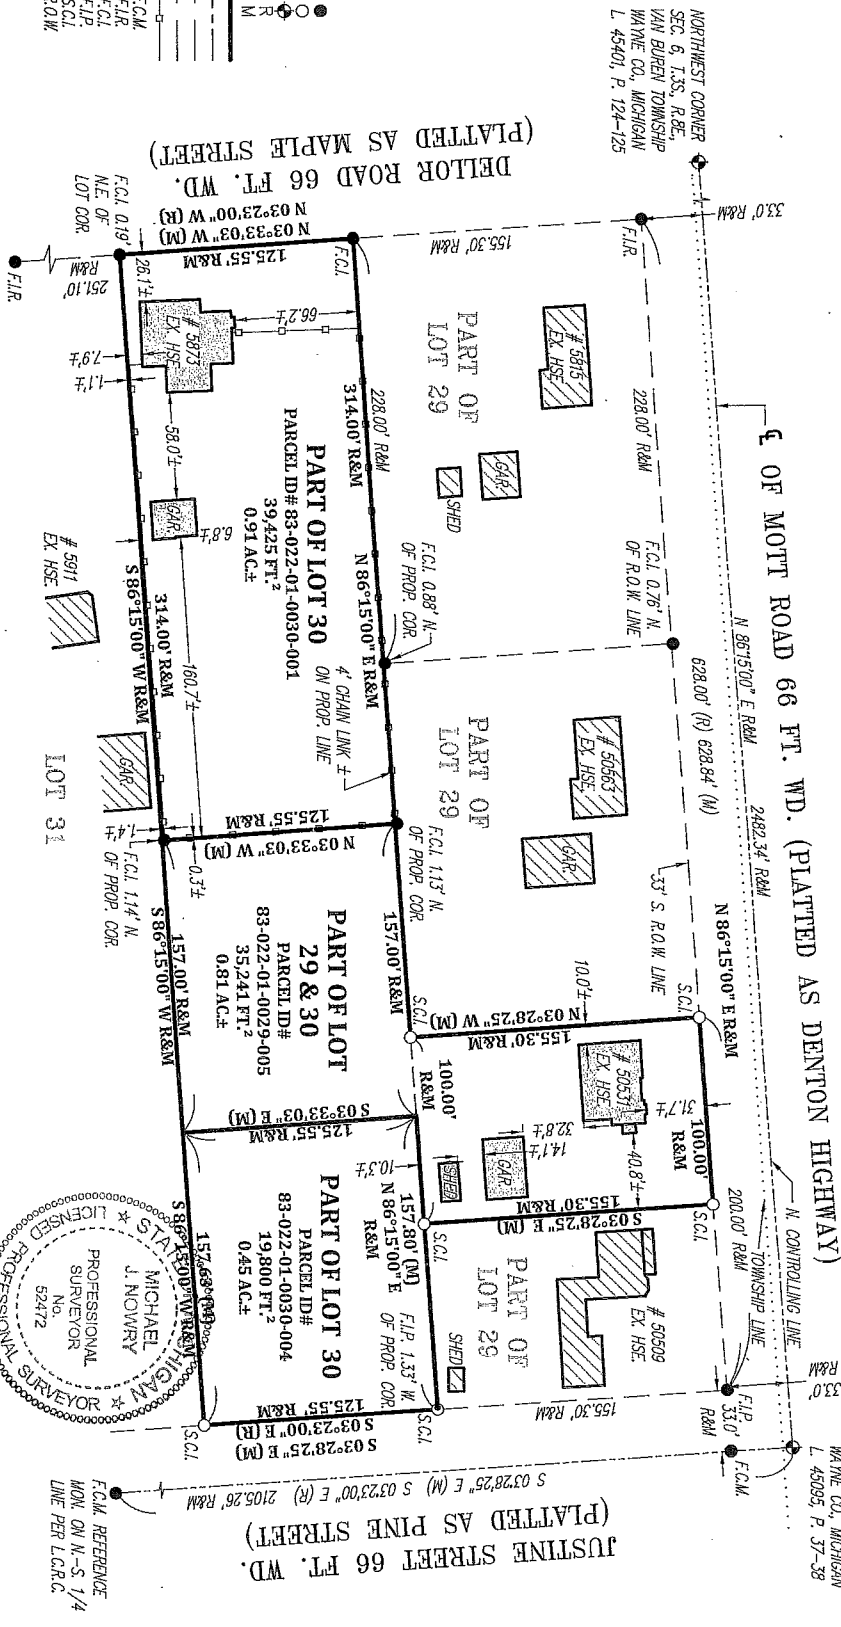 NORTHWEST CORNER
SEC. 6, T.3S., R.8E.,
VAN BUREN TOWNSHIP
WAYNE CO., MICHIGAN
L. 45401, P. 124-125
WAYNE CO., MICHIGAN
L. 45095, P. 37-38
℄ OF MOTT ROAD 66 FT. WD. (PLATTED AS DENTON HIGHWAY)
N. CONTROLLING LINE
TOWNSHIP LINE
N 86°15'00" E R&M
2482.34' R&M
33.0' R&M
33.0'
R&M
F.I.P.
33.0'
R&M
F.C.M.
628.00' (R) 628.84' (M)
N 86°15'00" E R&M
200.00' R&M
33' S. R.O.W. LINE
F.I.R.
228.00' R&M
F.C.I. 0.76' N.
OF R.O.W. LINE
155.30' R&M
DELLOR ROAD 66 FT. WD.
(PLATTED AS MAPLE STREET)
N 03°33'03" W (M)
N 03°23'00" W (R)
125.55' R&M
F.C.I.
F.C.I. 0.19'
N.E. OF
LOT COR.
251.10'
R&M
F.I.R.
F.C.M.
F.I.R.
F.C.I.
F.I.P.
S.C.I.
R.O.W.
R
M
PART OF
LOT 29
# 5815
EX. HSE.
GAR.
SHED
228.00' R&M
314.00' R&M
N 86°15'00" E R&M
F.C.I. 0.88' N.
OF PROP. COR.
4' CHAIN LINK ±
ON PROP. LINE
PART OF LOT 30
PARCEL ID# 83-022-01-0030-001
39,425 FT.²
0.91 AC.±
# 5873
EX. HSE.
66.2'±
26.1'±
7.9'±
1.1'±
58.0'±
GAR.
6.8'±
160.7'±
314.00' R&M
S 86°15'00" W R&M
# 5911
EX. HSE.
GAR.
LOT 31
PART OF
LOT 29
# 50563
EX. HSE.
GAR.
F.C.I. 1.13' N.
OF PROP. COR.
N 03°33'03" W (M)
125.55' R&M
0.3'±
1.4'±
F.C.I. 1.14' N.
OF PROP. COR.
157.00' R&M
PART OF LOT
29 & 30
PARCEL ID#
83-022-01-0029-005
35,241 FT.²
0.81 AC.±
157.00' R&M
S 86°15'00" W R&M
S.C.I.
10.0'±
N 03°28'25" W (M)
155.30' R&M
S.C.I.
100.00'
R&M
31.7'±
# 50531
EX. HSE.
32.8'±
40.8'±
14.1'±
GAR.
SHED
10.3'±
S.C.I.
100.00'
R&M
155.30' R&M
S 03°28'25" E (M)
S.C.I.
S 03°33'03" E (M)
125.55' R&M
157.80' (M)
N 86°15'00" E
R&M
PART OF LOT 30
PARCEL ID#
83-022-01-0030-004
19,800 FT.²
0.45 AC.±
S 86°15'00" W R&M
F.I.P. 1.33' W.
OF PROP. COR.
PART OF
LOT 29
# 50509
EX. HSE.
SHED
155.30' R&M
S.C.I.
125.55' R&M
S 03°23'00" E (R)
S 03°28'25" E (M)
S.C.I.
S 03°28'25" E (M) S 03°23'00" E (R) 2105.26' R&M
JUSTINE STREET 66 FT. WD.
(PLATTED AS PINE STREET)
F.C.M. REFERENCE
MON. ON N.-S. 1/4
LINE PER L.C.R.C.
MICHAEL
J. NOWRY
PROFESSIONAL
SURVEYOR
No.
52472
LICENSED PROFESSIONAL SURVEYOR